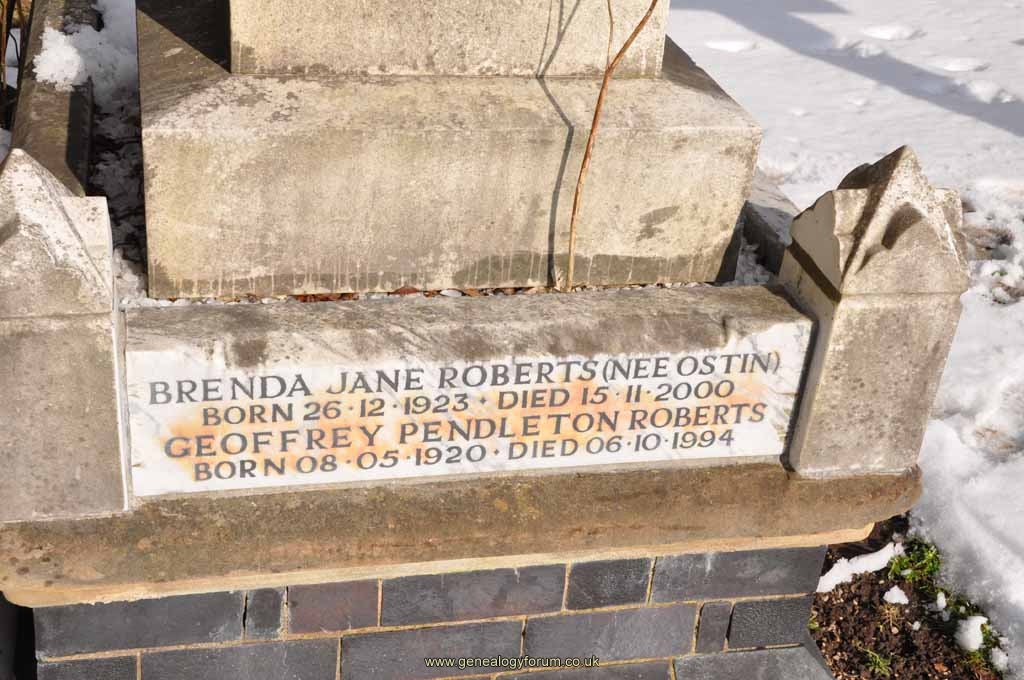 BRENDA JANE ROBERTS (NEE OSTIN)
BORN 26·12·1923 · DIED 15·11·2000
GEOFFREY PENDLETON ROBERTS
BORN 08·05·1920 · DIED 06·10·1994
www.genealogyforum.co.uk